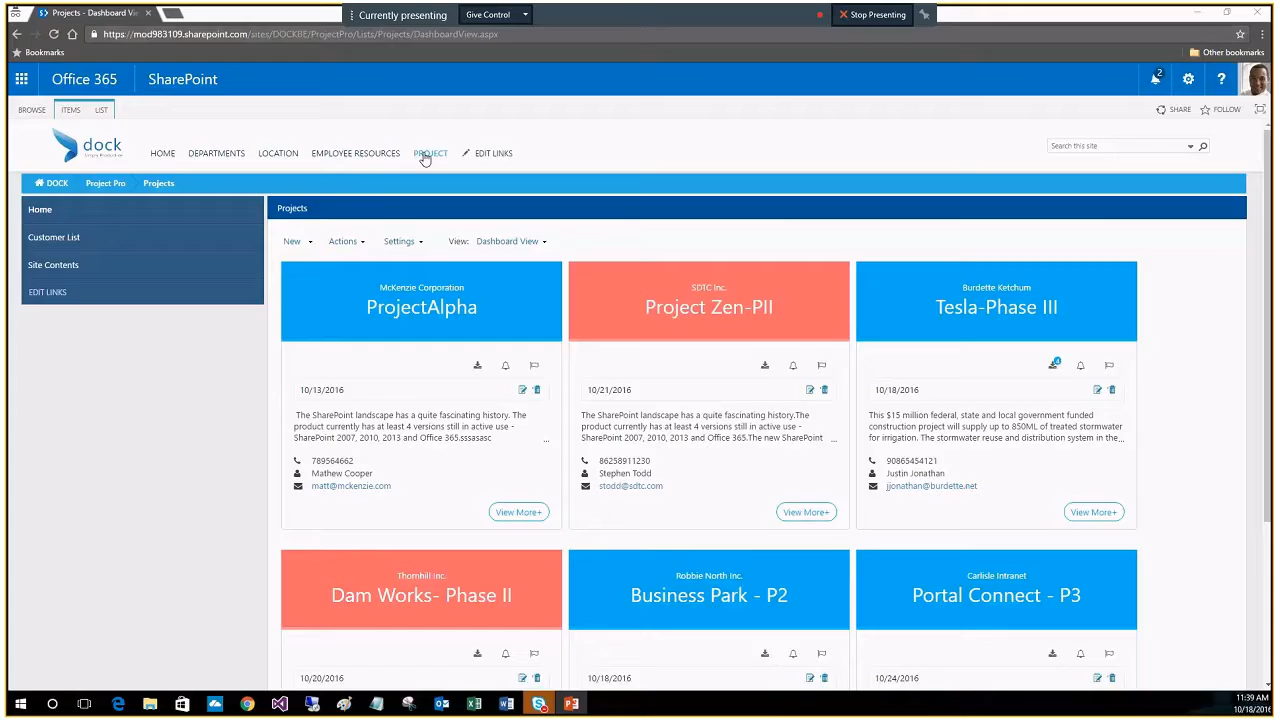 Projects - Dashboard Vie
Currently presenting
Give Control
Stop Presenting
https://mod983109.sharepoint.com/sites/DOCKBE/ProjectPro/Lists/Projects/DashboardView.aspx
Bookmarks
Other bookmarks
Office 365
SharePoint
2
?
BROWSE
ITEMS
LIST
SHARE
FOLLOW
dock
HOME
DEPARTMENTS
LOCATION
EMPLOYEE RESOURCES
PROJECT
EDIT LINKS
Search this site
DOCK
Project Pro
Projects
Home
Customer List
Site Contents
EDIT LINKS
Projects
New
Actions
Settings
View:
Dashboard View
McKenzie Corporation
ProjectAlpha
10/13/2016
The SharePoint landscape has a quite fascinating history. The
product currently has at least 4 versions still in active use -
SharePoint 2007, 2010, 2013 and Office 365.sssasasc
...
789564662
Mathew Cooper
matt@mckenzie.com
View More+
SDTC Inc.
Project Zen-PII
10/21/2016
The SharePoint landscape has a quite fascinating history.The
product currently has at least 4 versions still in active use -
SharePoint 2007, 2010, 2013 and Office 365.The new SharePoint
...
86258911230
Stephen Todd
stodd@sdtc.com
View More+
Burdette Ketchum
Tesla-Phase III
4
10/18/2016
This $15 million federal, state and local government funded
construction project will supply up to 850ML of treated stormwater
for irrigation. The stormwater reuse and distribution system in the...
90865454121
Justin Jonathan
jjonathan@burdette.net
View More+
Thornhill Inc.
Dam Works- Phase II
10/20/2016
Robbie North Inc.
Business Park - P2
10/18/2016
Carlisle Intranet
Portal Connect - P3
10/24/2016
11:39 AM
10/18/2016